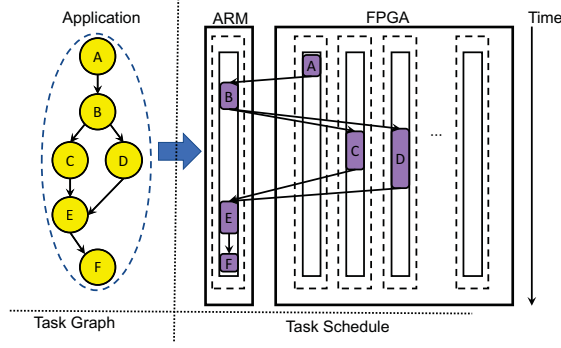 Application
ARM
FPGA
Time
A
B
C
D
E
F
A
B
C
D
...
E
F
Task Graph
Task Schedule